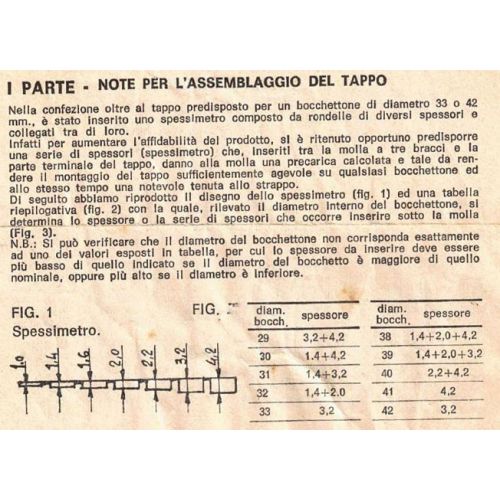 I PARTE - NOTE PER L'ASSEMBLAGGIO DEL TAPPO
Nella confezione oltre al tappo predisposto per un bocchettone di diametro 33 o 42
mm., è stato inserito uno spessimetro composto da rondelle di diversi spessori e
collegati tra di loro.
Infatti per aumentare l'affidabilità del prodotto, si è ritenuto opportuno predisporre
una serie di spessori (spessimetro) che, inseriti tra la molla a tre bracci e la
parte terminale del tappo, danno alla molla una precarica calcolata e tale da ren-
dere il montaggio del tappo sufficientemente agevole su qualsiasi bocchettone ed
allo stesso tempo una notevole tenuta allo strappo.
Di seguito abbiamo riprodotto il disegno dello spessimetro (fig. 1) ed una tabella
riepilogativa (fig. 2) con la quale, rilevato il diametro interno del bocchettone, si
determina lo spessore o la serie di spessori che occorre inserire sotto la molla
(Fig. 3).
N.B.: Si può verificare che il diametro del bocchettone non corrisponda esattamente
ad uno dei valori esposti in tabella, per cui lo spessore da inserire deve essere
più basso di quello indicato se il diametro del bocchetto è maggiore di quello
nominale, oppure più alto se il diametro è inferiore.
FIG. 1
Spessimetro.
1.0 1.4 1.6 2.0 2.2 3.2 4.2
FIG.
diam. bocch. spessore
29 3,2+4,2
30 1.4+4,2
31 1,4+3,2
32 1,4+2.0
33 3,2
diam. bocch. spessore
38 1,4+2,0+4,2
39 1,4+2,0+3,2
40 2,2+4,2
41 4,2
42 3,2